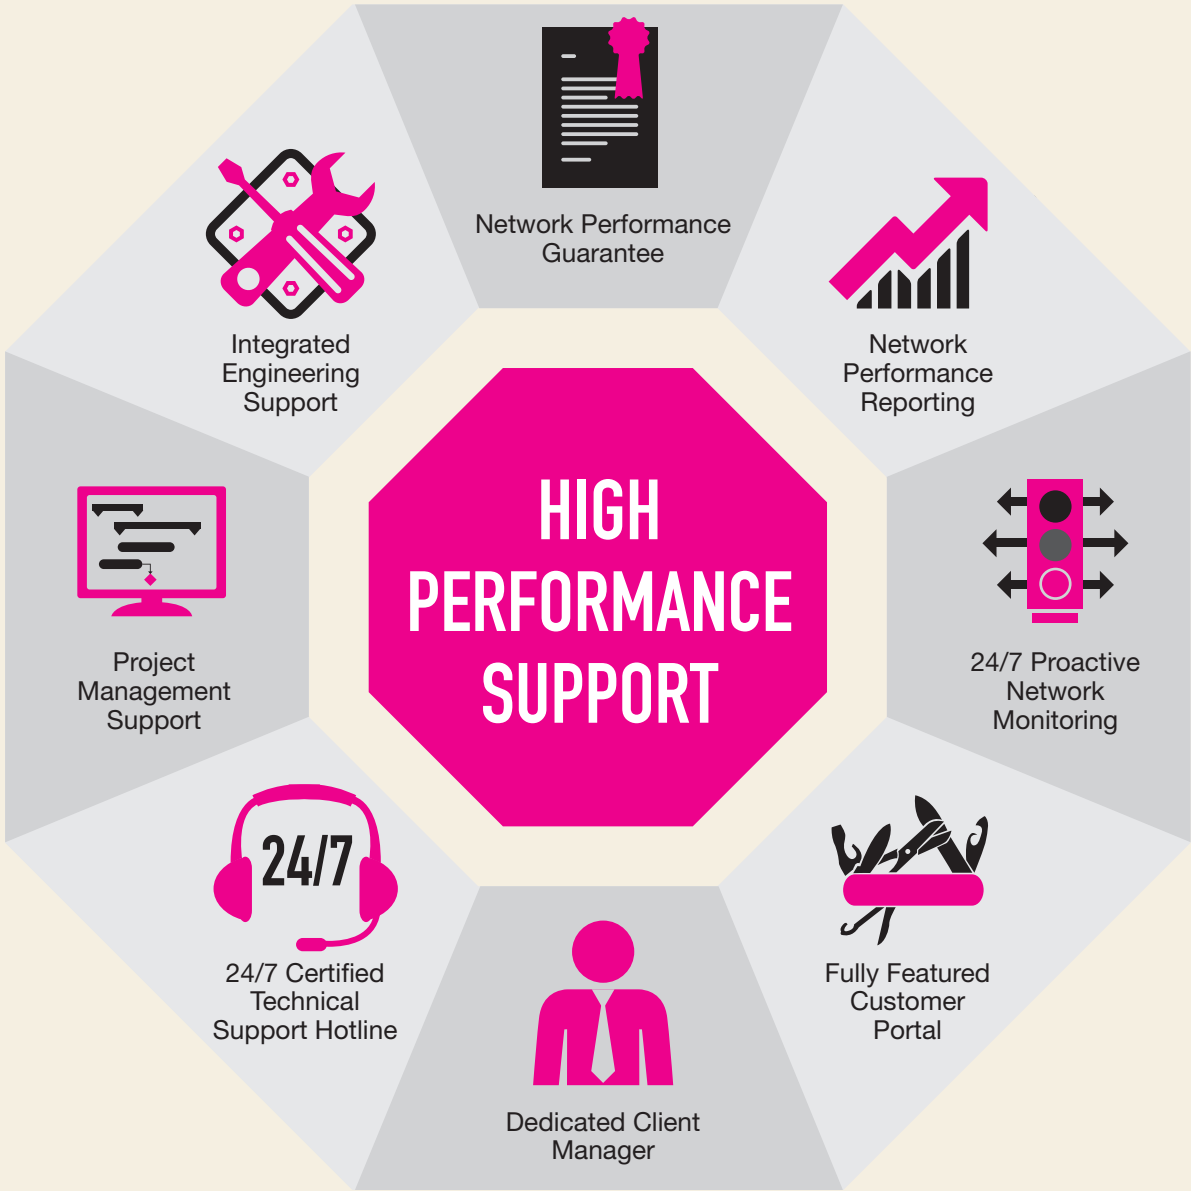 Network Performance
Guarantee
Network
Performance
Reporting
24/7 Proactive
Network
Monitoring
Fully Featured
Customer
Portal
Dedicated Client
Manager
24/7
24/7 Certified
Technical
Support Hotline
Project
Management
Support
Integrated
Engineering
Support
HIGH
PERFORMANCE
SUPPORT